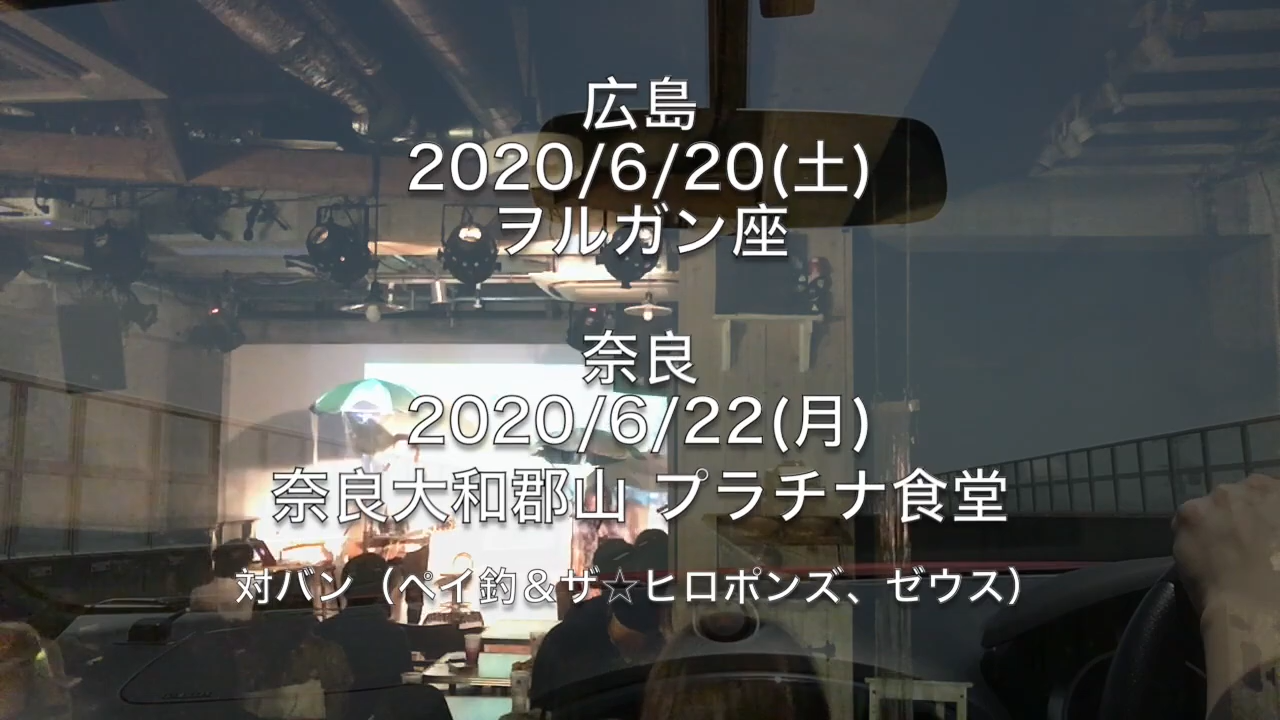 広島
2020/6/20(土)
ヲルガン座
奈良
2020/6/22(月)
奈良大和郡山 プラチナ食堂
対バン（ペイ釣＆ザ☆ヒロポンズ、ゼウス）